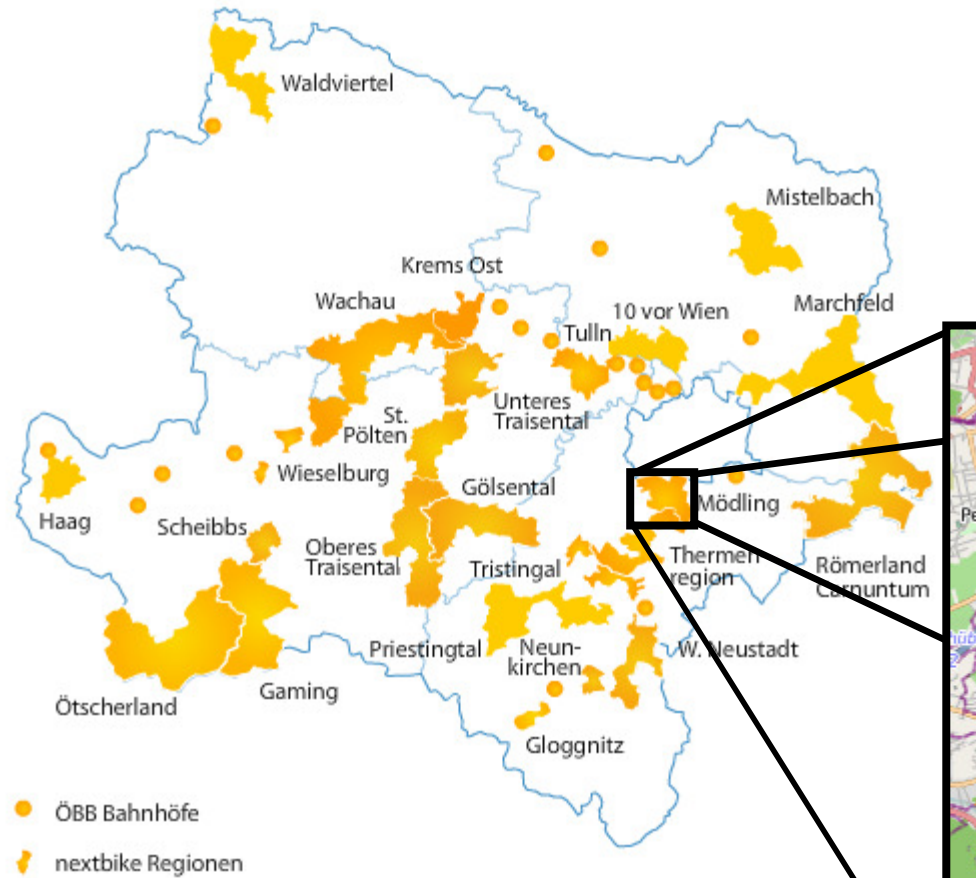 Waldviertel
Mistelbach
Krems Ost
Wachau
10 vor Wien
Marchfeld
Tulln
Unteres
Traisental
St.
Pölten
Wieselburg
Gölsental
Haag
Scheibbs
Mödling
Oberes
Traisental
Tristingal
Thermen
region
Römerland
Carnuntum
Priestingtal
Neun-
kirchen
W. Neustadt
Ötscherland
Gaming
Gloggnitz
ÖBB Bahnhöfe
nextbike Regionen